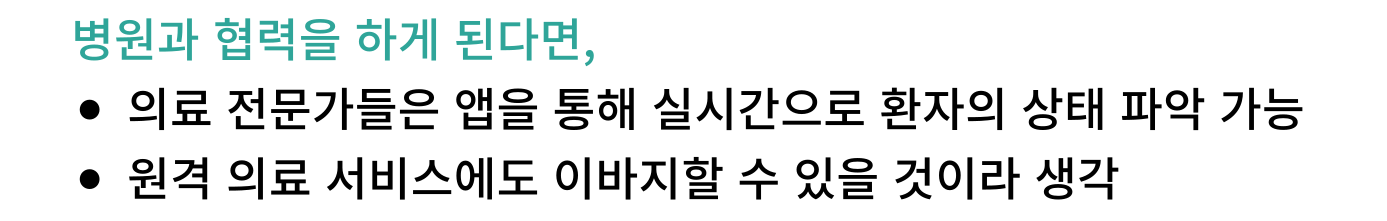 병원과 협력을 하게 된다면,
● 의료 전문가들은 앱을 통해 실시간으로 환자의 상태 파악 가능
● 원격 의료 서비스에도 이바지할 수 있을 것이라 생각